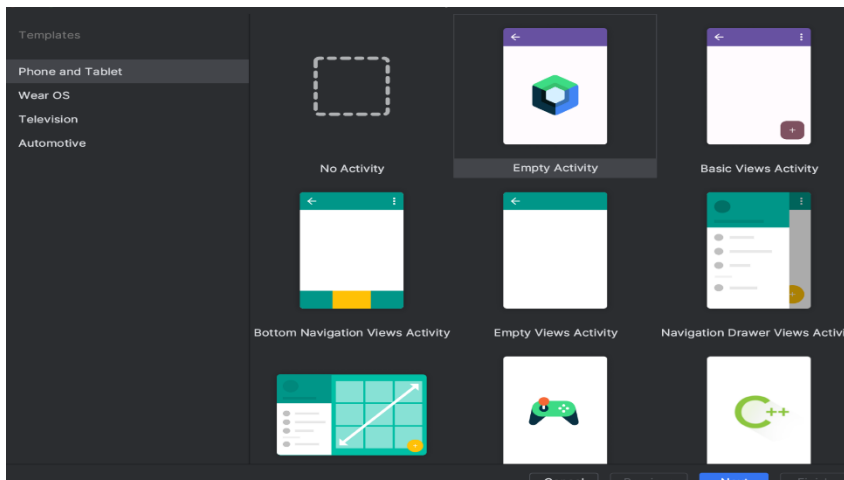 Templates
Phone and Tablet
Wear OS
Television
Automotive
No Activity
Empty Activity
Basic Views Activity
Bottom Navigation Views Activity
Empty Views Activity
Navigation Drawer Views Activi
C++